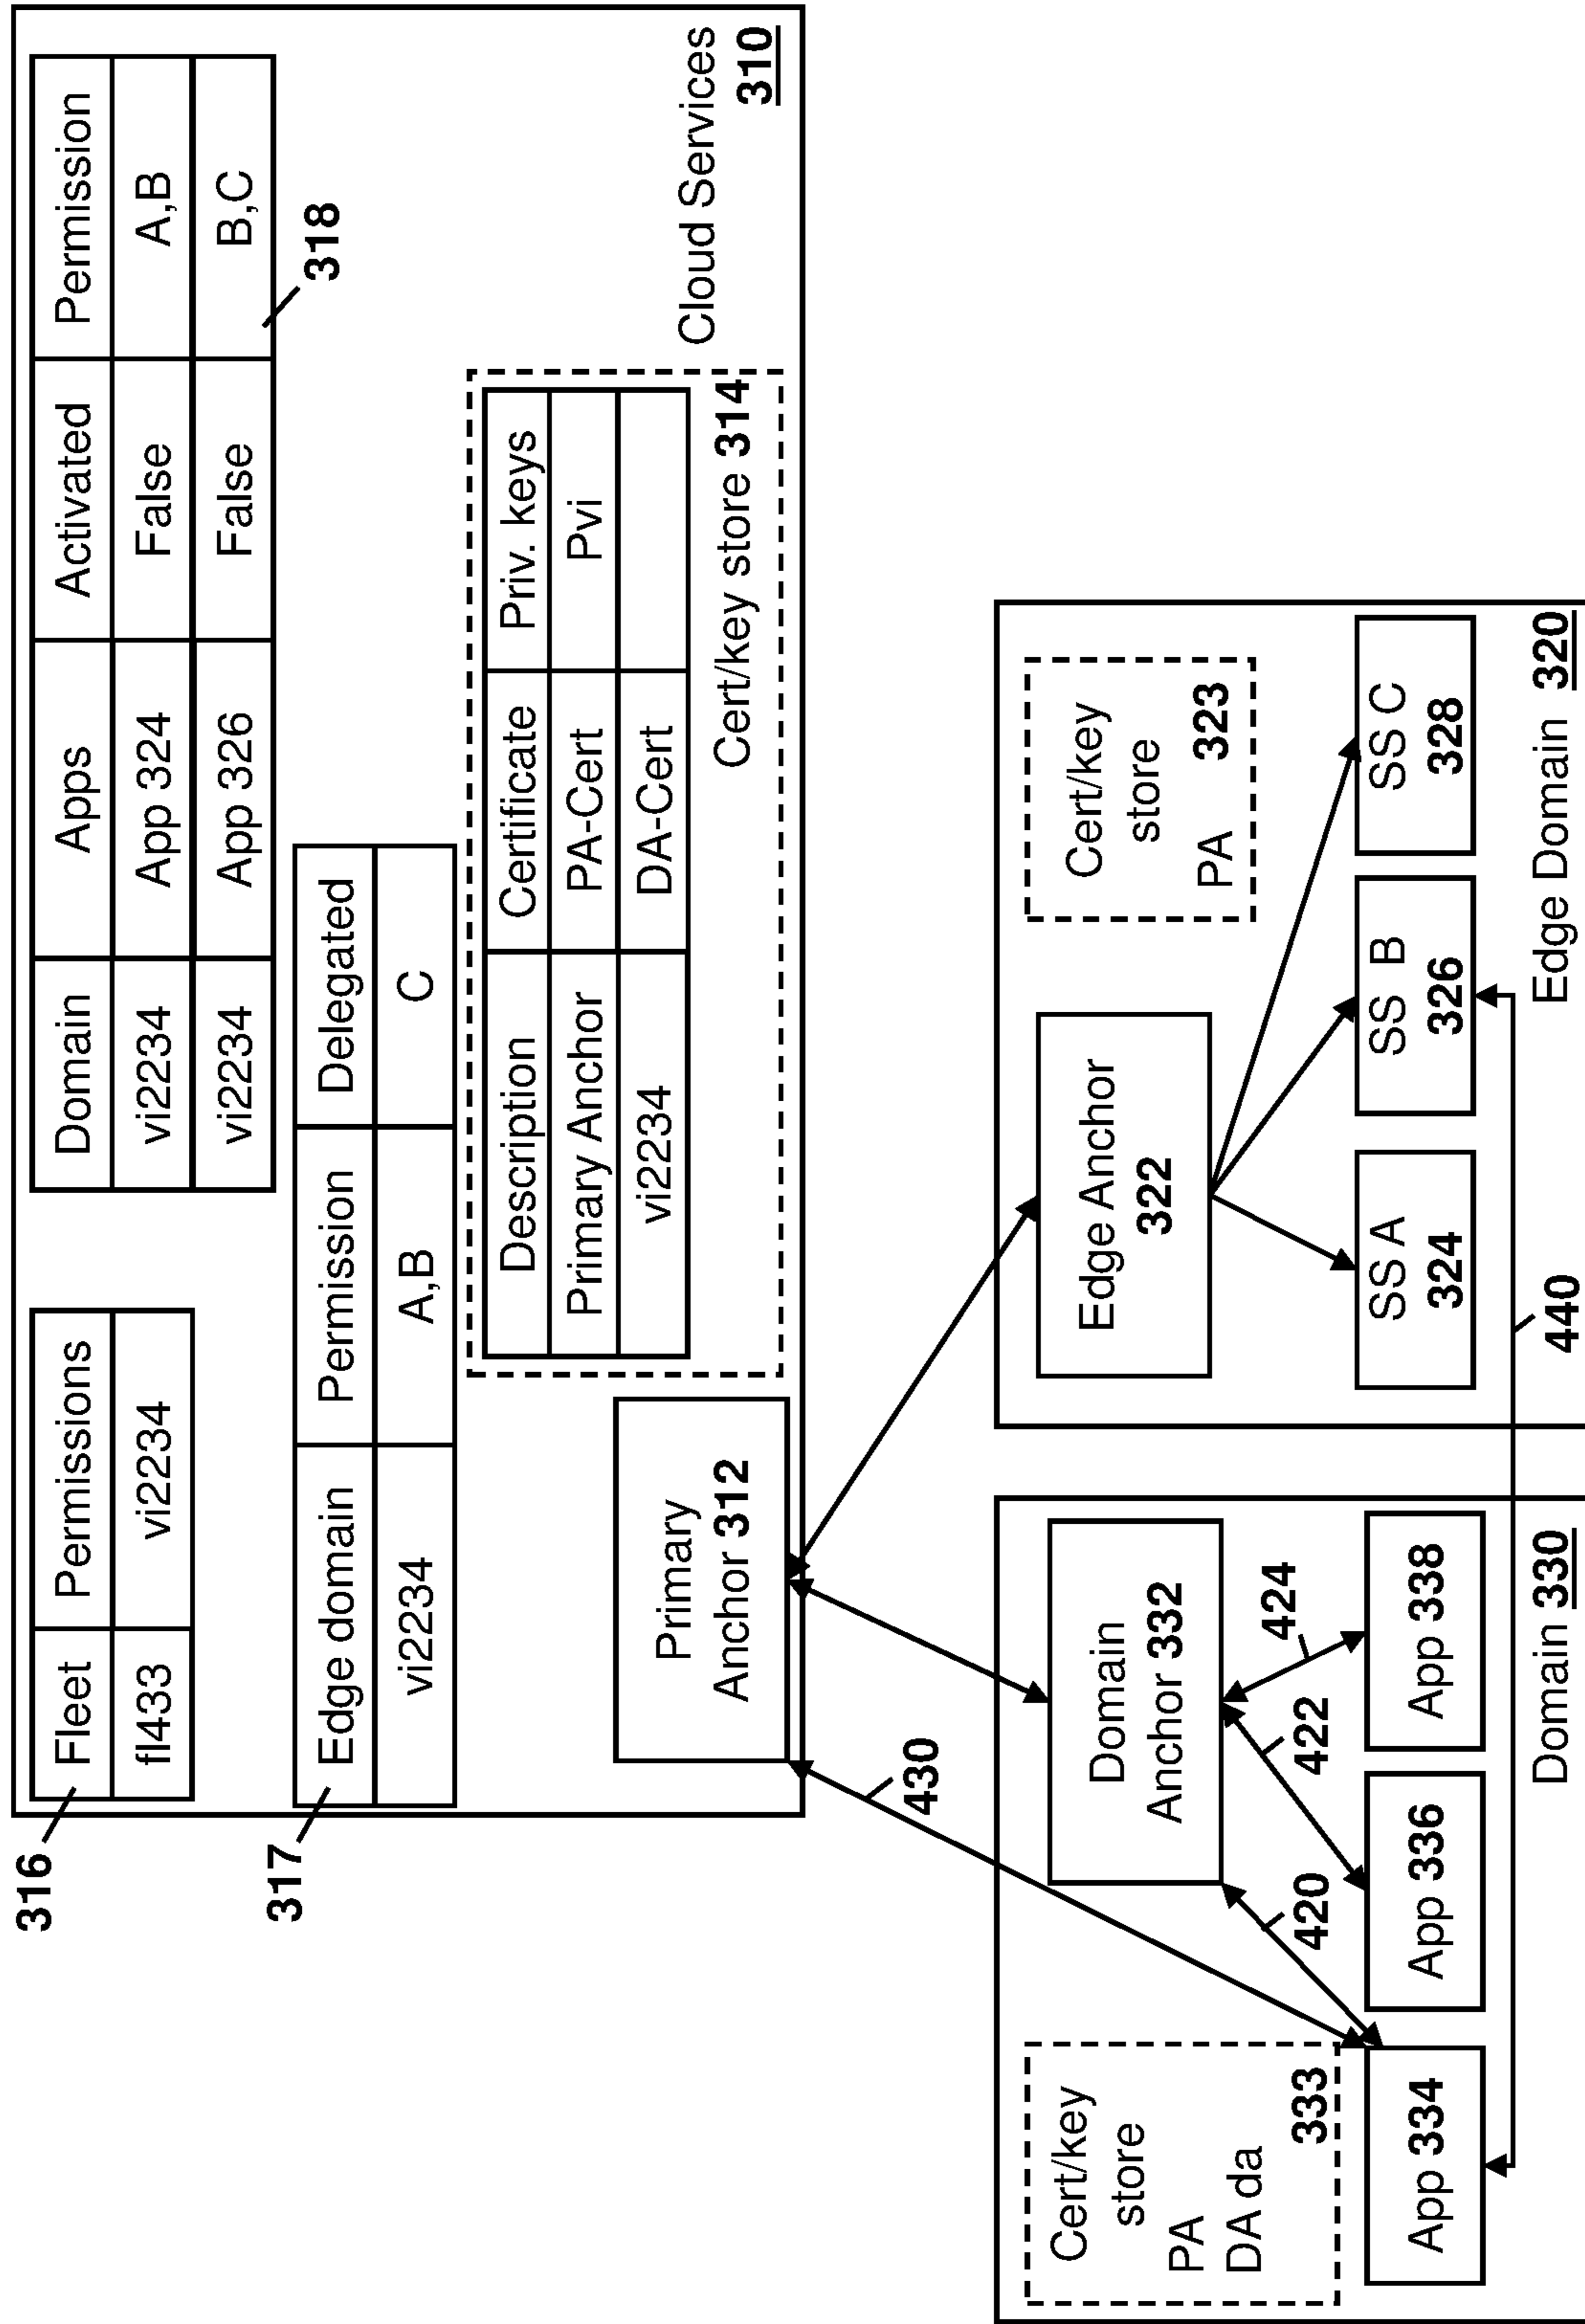 316
Fleet Permissions
fl433 vi2234
Domain Apps Activated Permission
vi2234 App 324 False A,B
vi2234 App 326 False B,C
318
317
Edge domain Permission Delegated
vi2234 A,B C
Description Certificate Priv. keys
Primary Anchor PA-Cert Pvi
vi2234 DA-Cert
Cert/key store 314
Primary
Anchor 312
Cloud Services
310
430
Cert/key
store
PA
DA da
333
Domain
Anchor 332
420
422
424
App 334
App 336
App 338
Domain 330
Edge Anchor
322
Cert/key
store
PA 323
SS A
324
SS B
326
SS C
328
Edge Domain 320
440